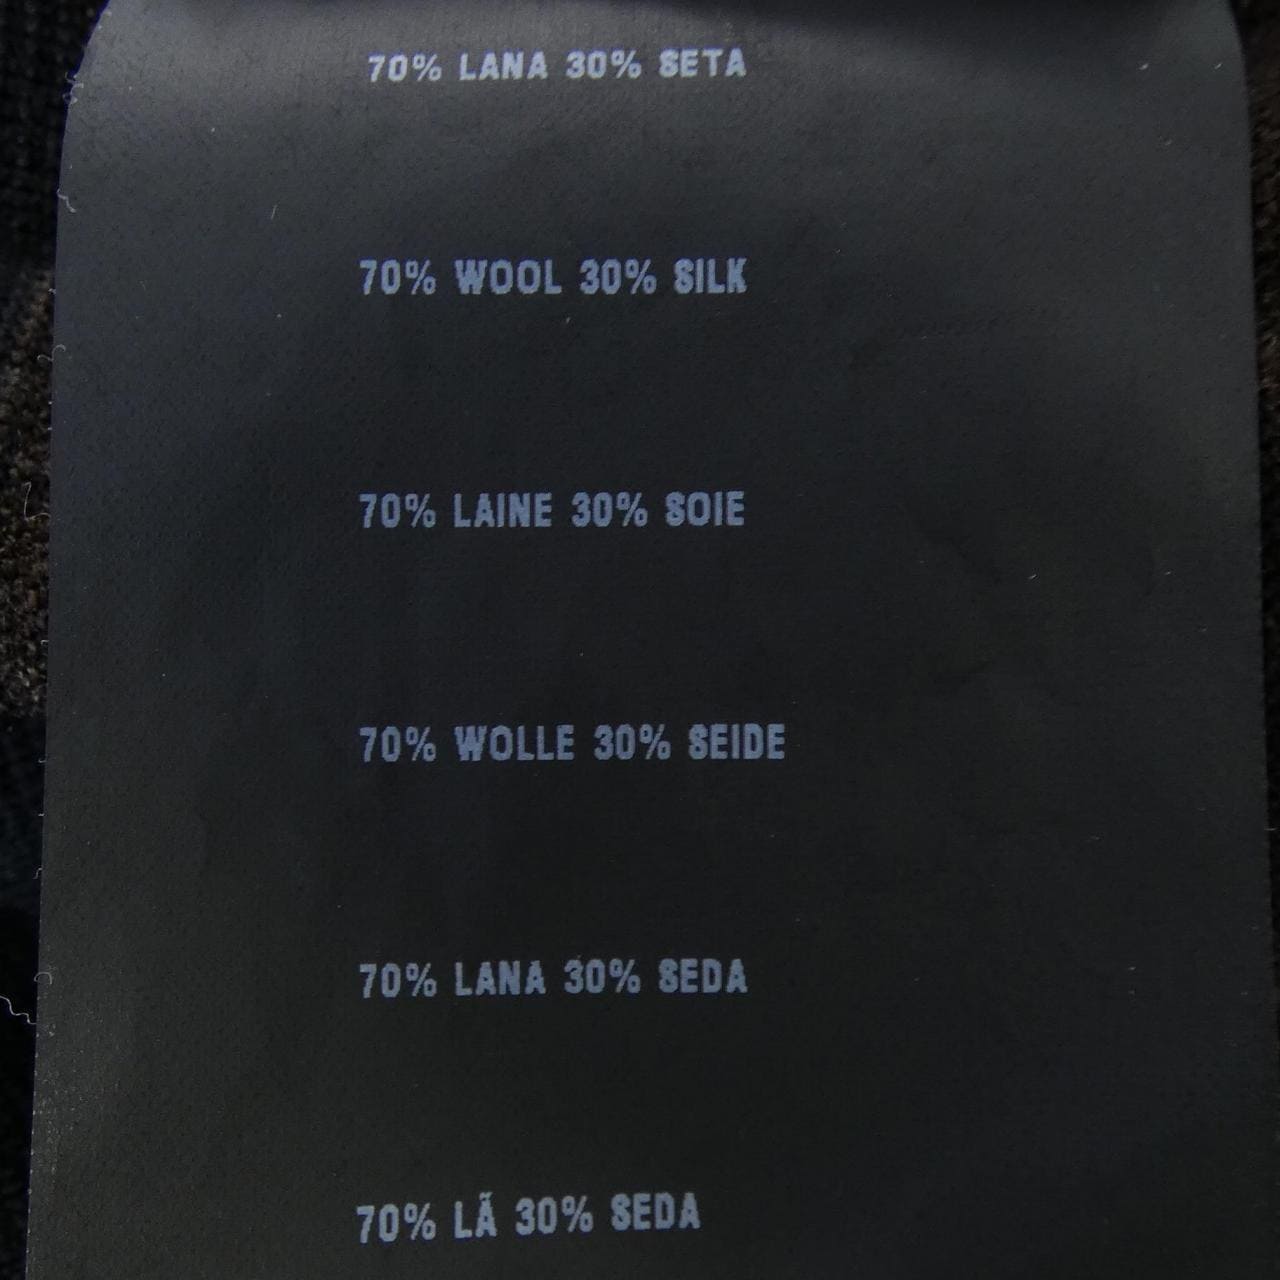 70% LANA 30% SETA
70% WOOL 30% SILK
70% LAINE 30% SOIE
70% WOLLE 30% SEIDE
70% LANA 30% SEDA
70% LÃ 30% SEDA